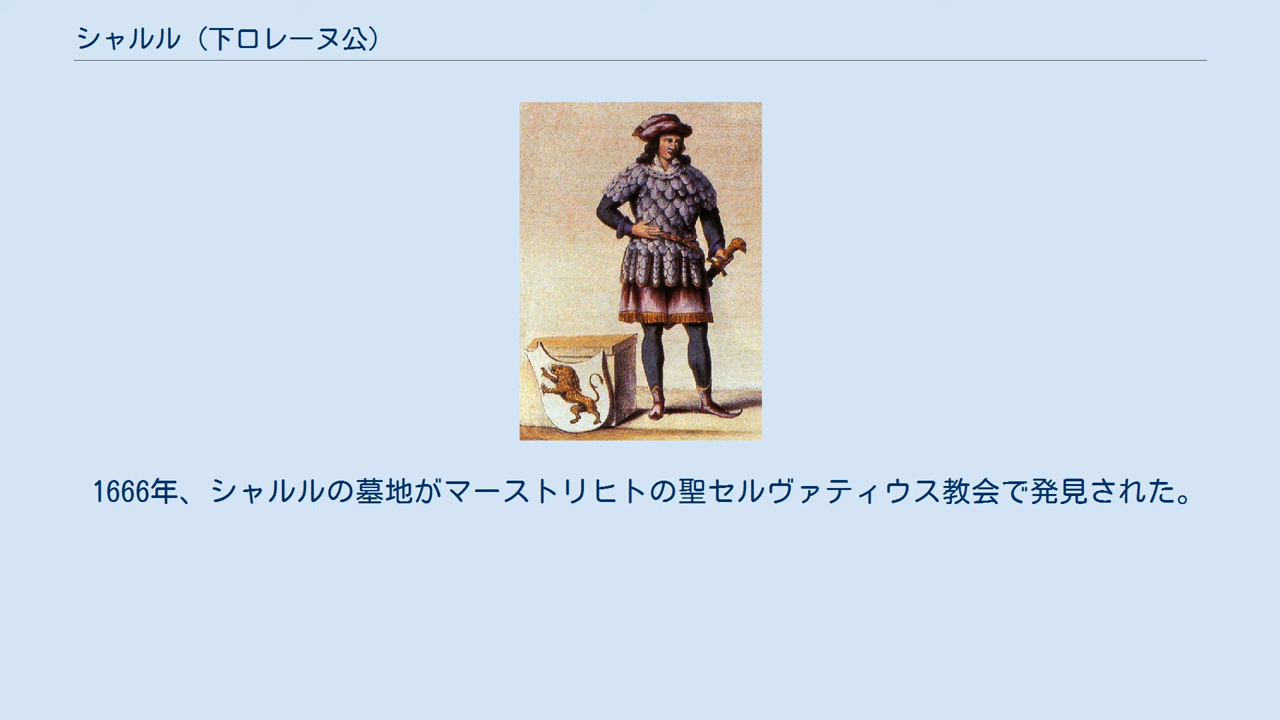 シャルル（下ロレーヌ公）
1666年、シャルルの墓地がマーストリヒトの聖セルヴァティウス教会で発見された。